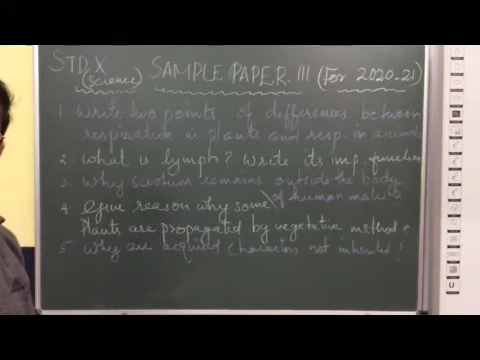 STD.X
(Science) SAMPLE PAPER. III (For 2020-21)
1. Write two points of differences between
respiration in plants and resp. in animals
2. What is lymph? Write its imp. function
3. Why scrotum remains outside the body
of human male?
4. Give reason why some
Plants are propagated by vegetative method?
5. Why are acquired characters not inherited?
U